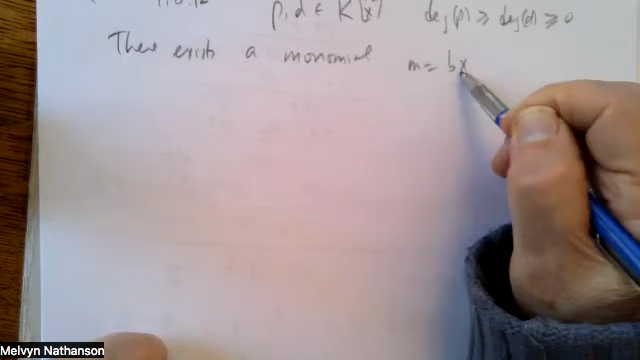 p, d ∈ K[x] deg(p) ≥ deg(d) ≥ 0
There exists a monomial m = bx
Melvyn Nathanson